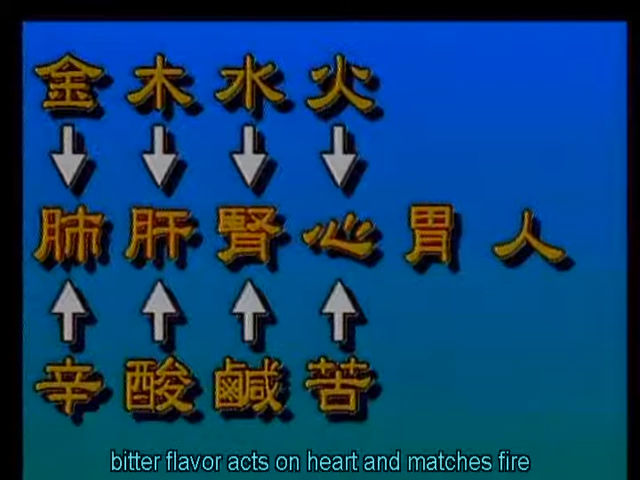 金 木 水 火
肺 肝 腎 心 胃 人
辛 酸 鹹 苦
bitter flavor acts on heart and matches fire